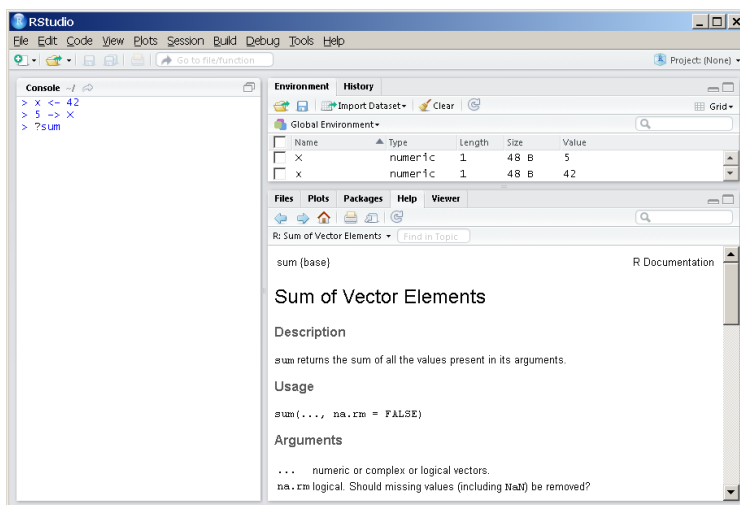 RStudio
File Edit Code View Plots Session Build Debug Tools Help
Go to file/function
Project: (None)
Console ~/
> x <- 42
> 5 -> X
> ?sum
Environment History
Import Dataset Clear
Grid
Global Environment
Name Type Length Size Value
X numeric 1 48 B 5
x numeric 1 48 B 42
Files Plots Packages Help Viewer
R: Sum of Vector Elements Find in Topic
sum {base} R Documentation
Sum of Vector Elements
Description
sum returns the sum of all the values present in its arguments.
Usage
sum(..., na.rm = FALSE)
Arguments
... numeric or complex or logical vectors.
na.rm logical. Should missing values (including NaN) be removed?